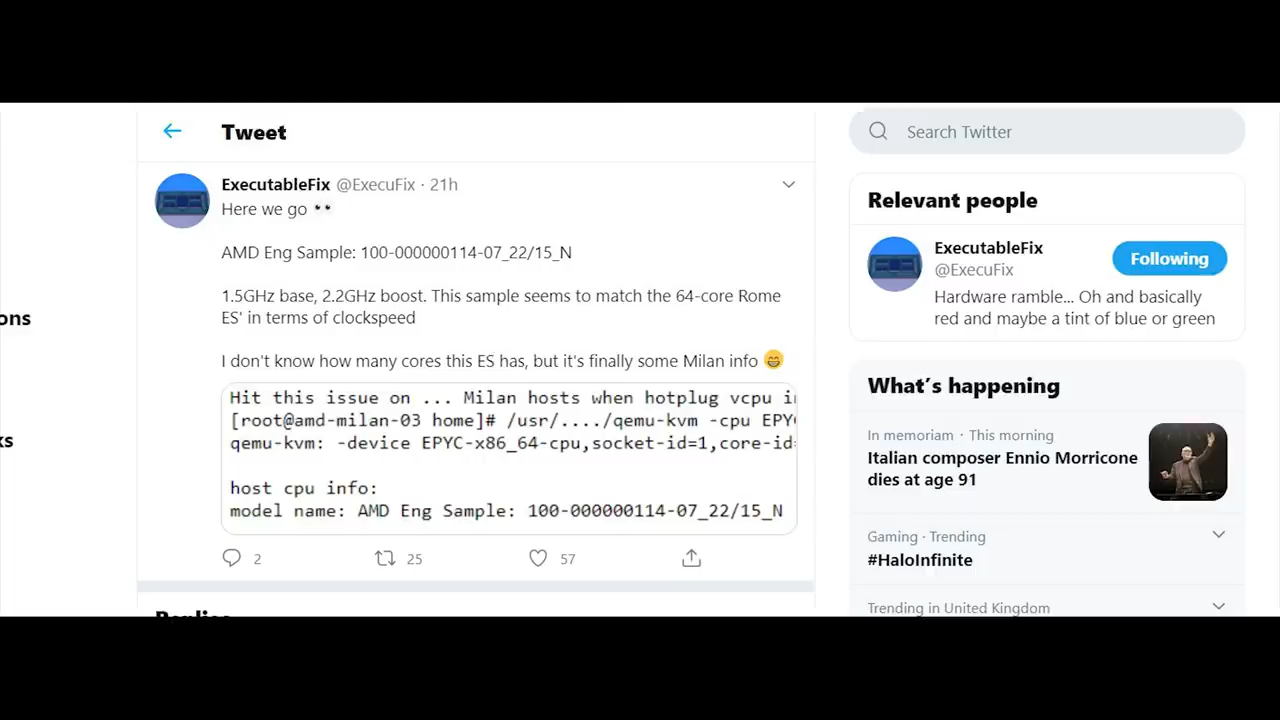 Tweet
ExecutableFix @ExecuFix · 21h
Here we go 👀
AMD Eng Sample: 100-000000114-07_22/15_N
1.5GHz base, 2.2GHz boost. This sample seems to match the 64-core Rome
ES' in terms of clockspeed
I don't know how many cores this ES has, but it's finally some Milan info 😄
Hit this issue on ... Milan hosts when hotplug vcpu
[root@amd-milan-03 home]# /usr/..../qemu-kvm -cpu EPYC
qemu-kvm: -device EPYC-x86_64-cpu,socket-id=1,core-id=
host cpu info:
model name: AMD Eng Sample: 100-000000114-07_22/15_N
2 25 57
Replies
ons
ks
Search Twitter
Relevant people
ExecutableFix
@ExecuFix
Following
Hardware ramble... Oh and basically
red and maybe a tint of blue or green
What's happening
In memoriam · This morning
Italian composer Ennio Morricone
dies at age 91
Gaming · Trending
#HaloInfinite
Trending in United Kingdom